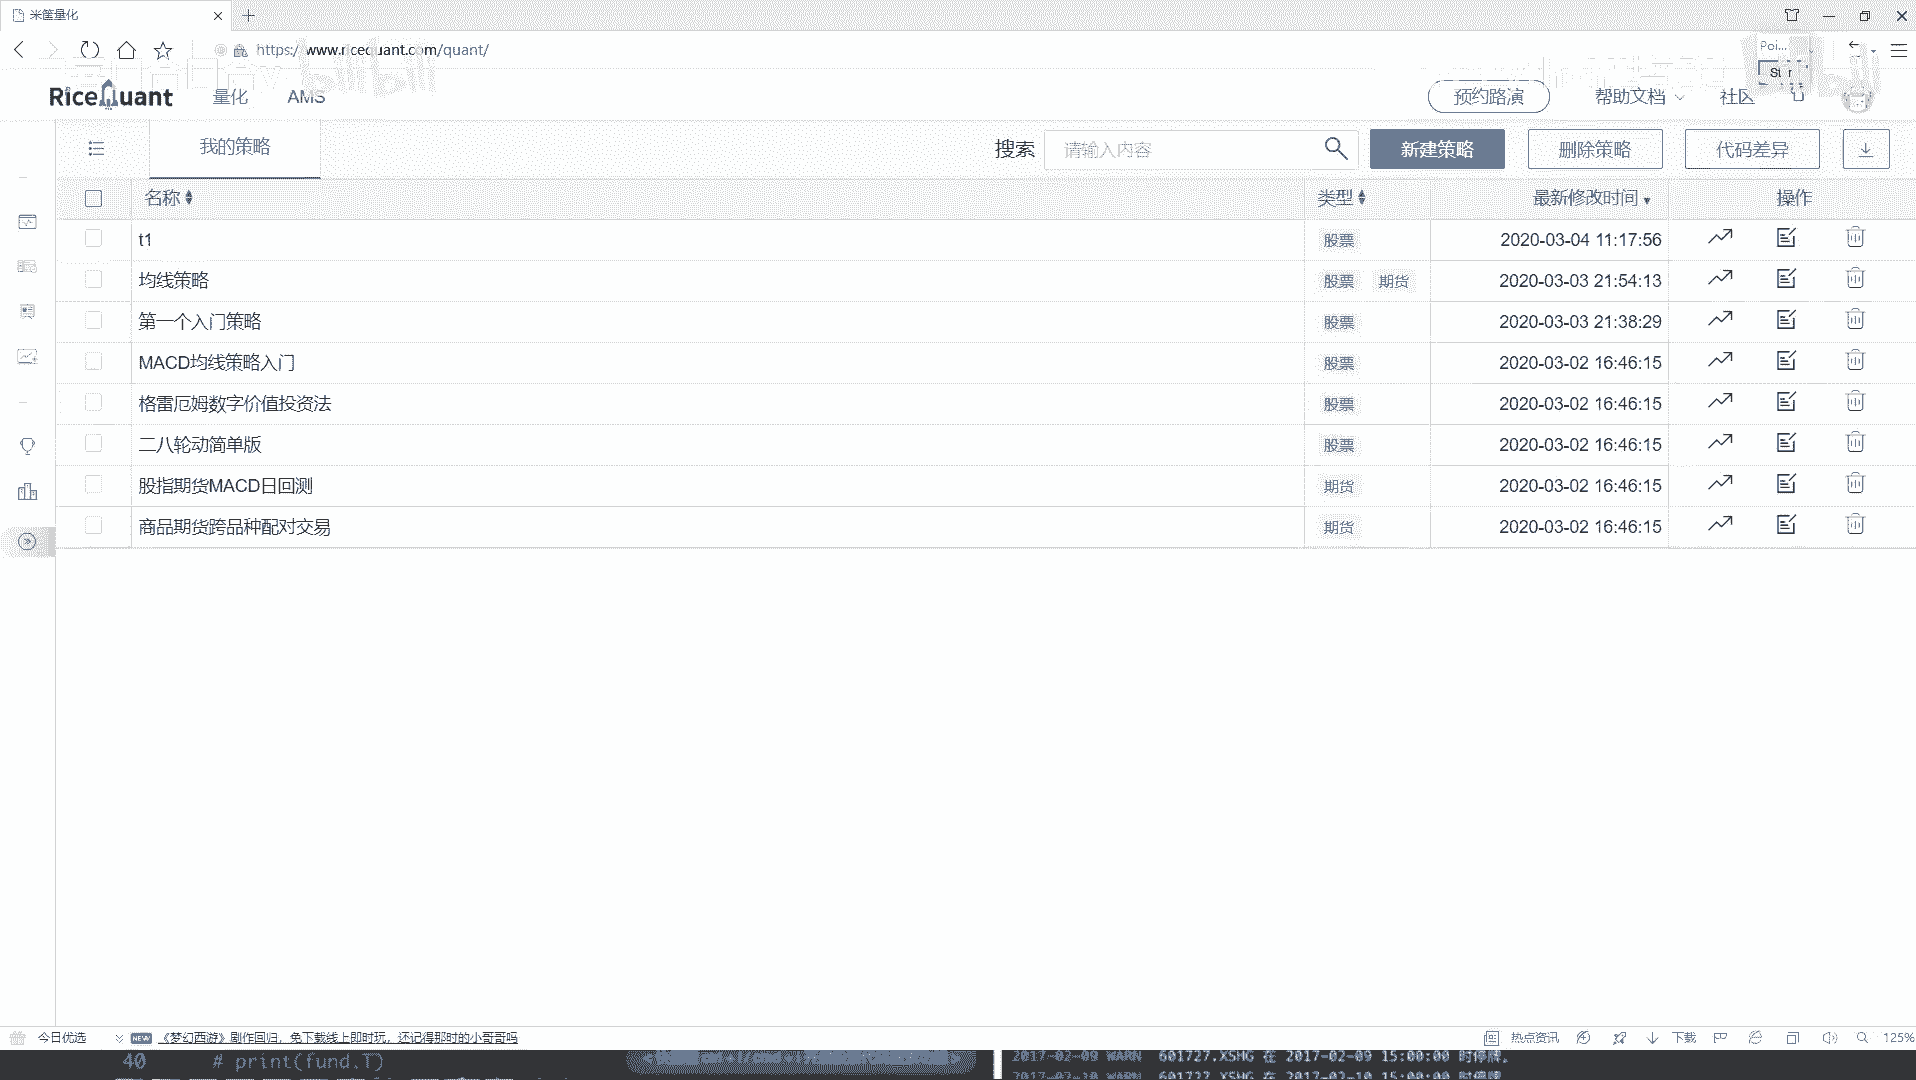 米筐量化
https://www.ricequant.com/quant/
Poi...
RiceQuant 量化 AMS 预约路演 帮助文档 社区
我的策略 搜索 请输入内容 新建策略 删除策略 代码差异
名称 类型 最新修改时间 操作
t1 股票 2020-03-04 11:17:56
均线策略 股票 期货 2020-03-03 21:54:13
第一个入门策略 股票 2020-03-03 21:38:29
MACD均线策略入门 股票 2020-03-02 16:46:15
格雷厄姆数字价值投资法 股票 2020-03-02 16:46:15
二八轮动简单版 股票 2020-03-02 16:46:15
股指期货MACD日回测 期货 2020-03-02 16:46:15
商品期货跨品种配对交易 期货 2020-03-02 16:46:15
今日优选 NEW 《梦幻西游》剧作回归，免下载线上即时玩，还记得那时的小哥哥吗 热点资讯 下载 125%
40 # print(fund.T) 2017-02-09 WARN 601727.XSHG 在 2017-02-09 15:00:00 时停牌。
2017-02-10 WARN 601727.XSHG 在 2017-02-10 15:00:00 时停牌。